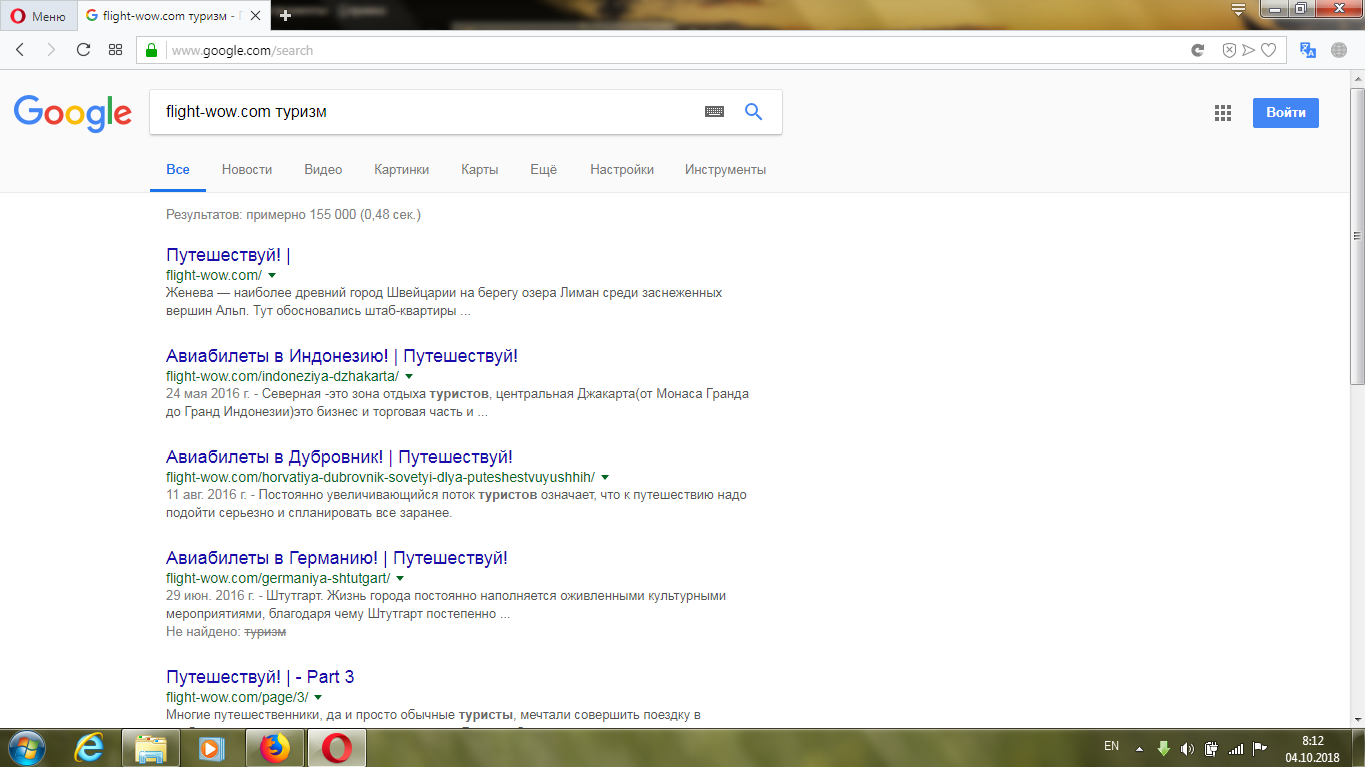 Меню
flight-wow.com туризм -
www.google.com/search
Google
flight-wow.com туризм
Войти
Все Новости Видео Картинки Карты Ещё Настройки Инструменты
Результатов: примерно 155 000 (0,48 сек.)
Путешествуй! |
flight-wow.com/
Женева — наиболее древний город Швейцарии на берегу озера Лиман среди заснеженных
вершин Альп. Тут обосновались штаб-квартиры ...
Авиабилеты в Индонезию! | Путешествуй!
flight-wow.com/indoneziya-dzhakarta/
24 мая 2016 г. - Северная -это зона отдыха туристов, центральная Джакарта(от Монаса Гранда
до Гранд Индонезии)это бизнес и торговая часть и ...
Авиабилеты в Дубровник! | Путешествуй!
flight-wow.com/horvatiya-dubrovnik-sovetyi-dlya-puteshestvuyushhih/
11 авг. 2016 г. - Постоянно увеличивающийся поток туристов означает, что к путешествию надо
подойти серьезно и спланировать все заранее.
Авиабилеты в Германию! | Путешествуй!
flight-wow.com/germaniya-shtutgart/
29 июн. 2016 г. - Штутгарт. Жизнь города постоянно наполняется оживленными культурными
мероприятиями, благодаря чему Штутгарт постепенно ...
Не найдено: туризм
Путешествуй! | - Part 3
flight-wow.com/page/3/
Многие путешественники, да и просто обычные туристы, мечтали совершить поездку в
EN
8:12
04.10.2018